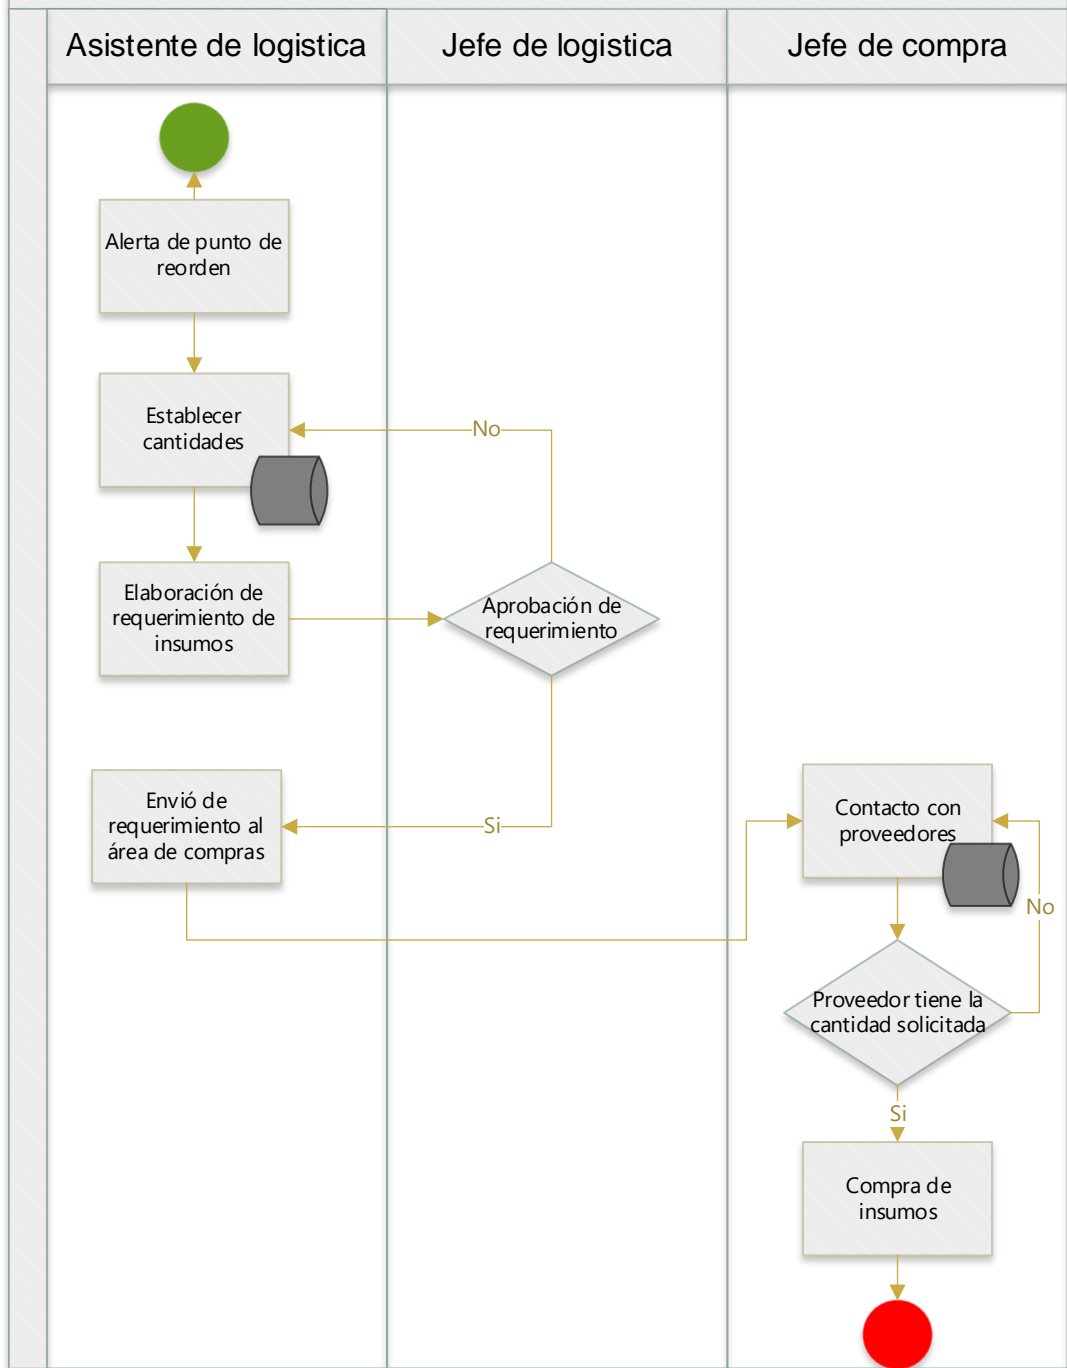 Asistente de logistica
Jefe de logistica
Jefe de compra
Alerta de punto de
reorden
Establecer
cantidades
No
Elaboración de
requerimiento de
insumos
Aprobación de
requerimiento
Envió de
requerimiento al
área de compras
Si
Contacto con
proveedores
No
Proveedor tiene la
cantidad solicitada
Si
Compra de
insumos